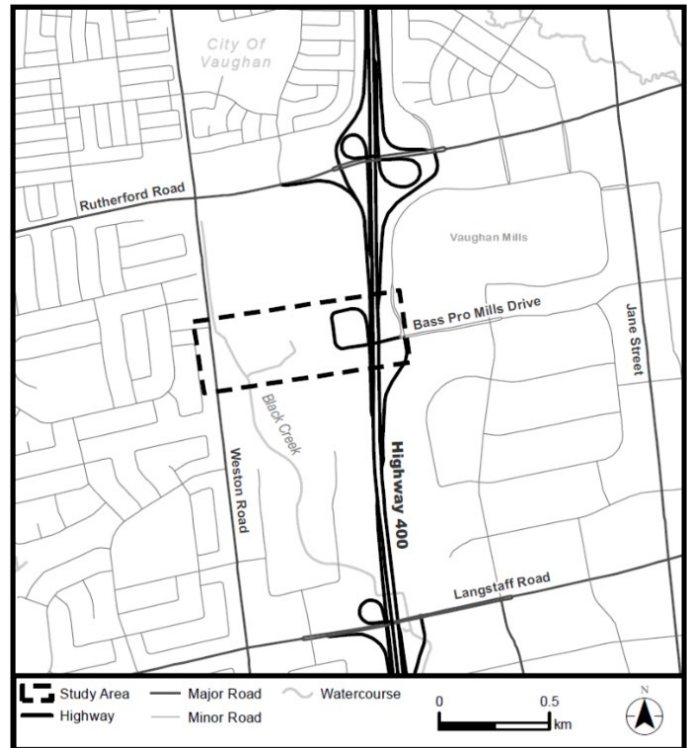 City Of
Vaughan
Rutherford Road
Vaughan Mills
Bass Pro Mills Drive
Jane Street
Black Creek
Weston Road
Highway 400
Langstaff Road
Study Area
Major Road
Watercourse
Highway
Minor Road
0 0.5
km
N